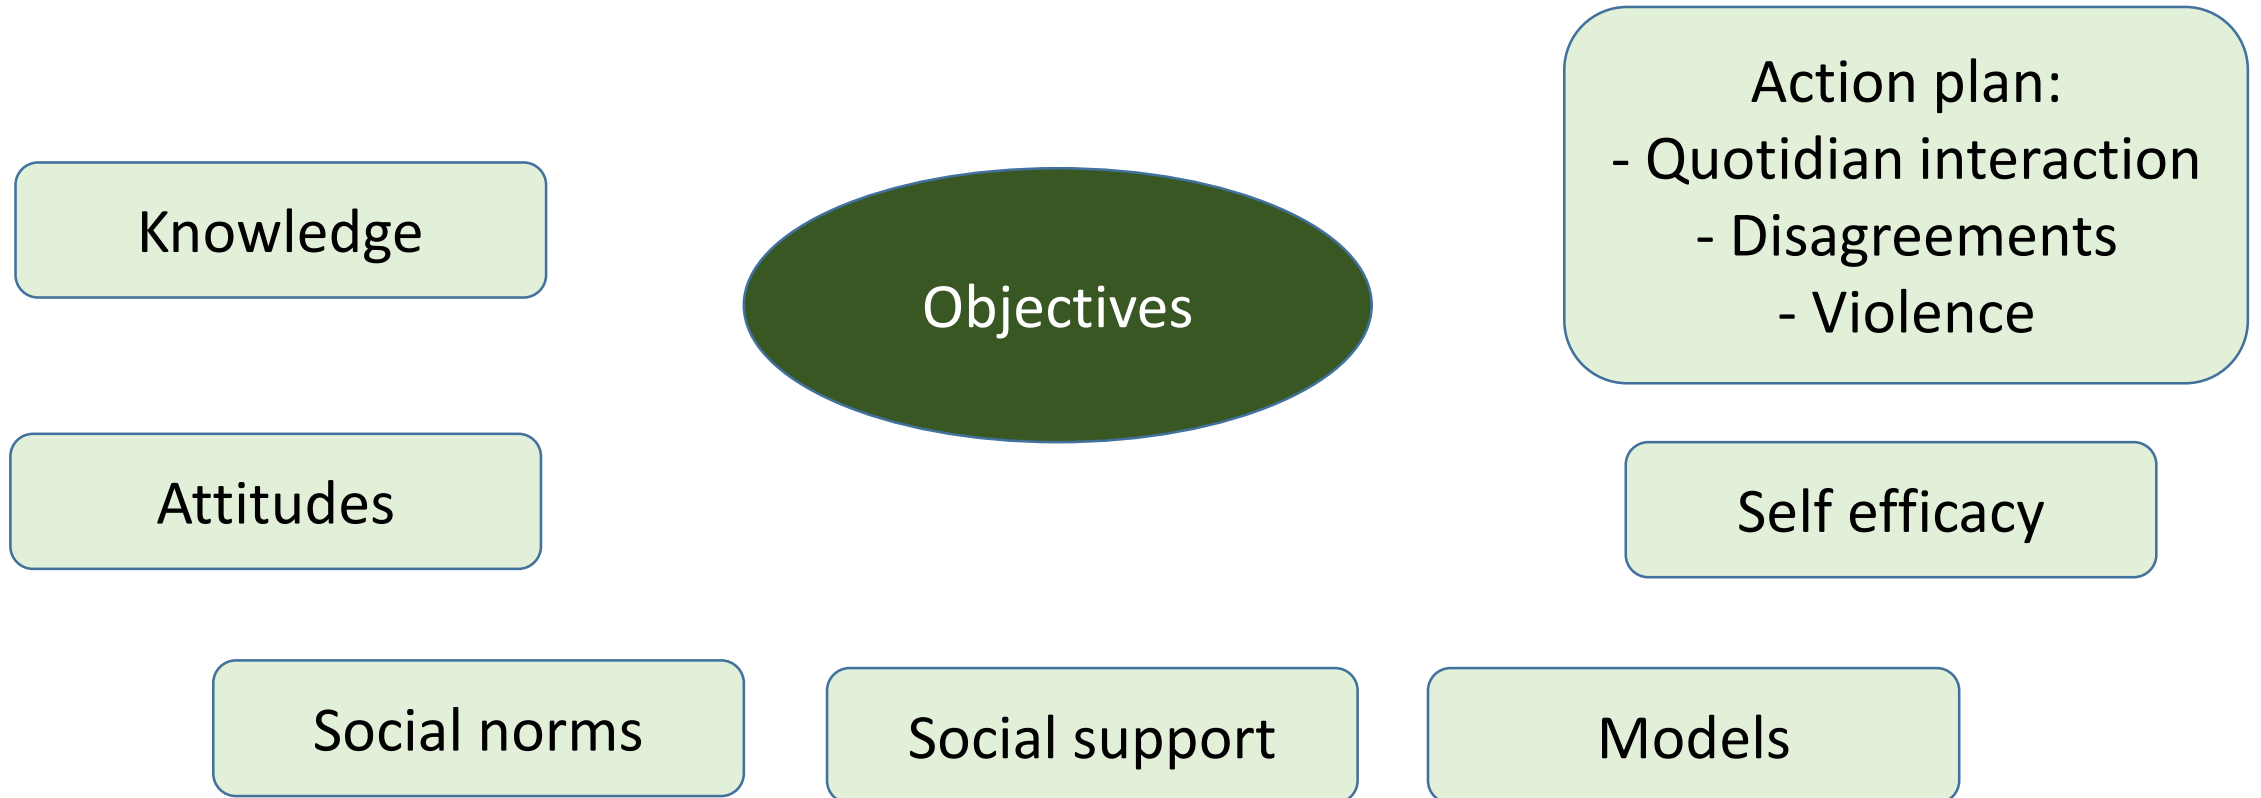 Action plan:
- Quotidian interaction
- Disagreements
- Violence
Knowledge
Objectives
Attitudes
Self efficacy
Social norms
Social support
Models